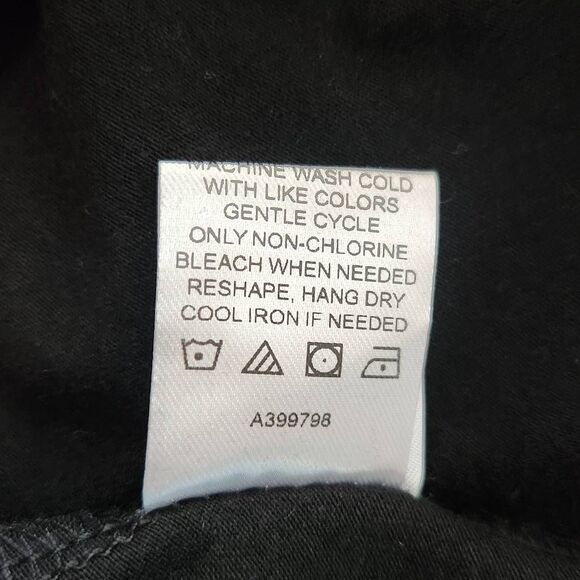 MACHINE WASH COLD
WITH LIKE COLORS
GENTLE CYCLE
ONLY NON-CHLORINE
BLEACH WHEN NEEDED
RESHAPE, HANG DRY
COOL IRON IF NEEDED
A399798